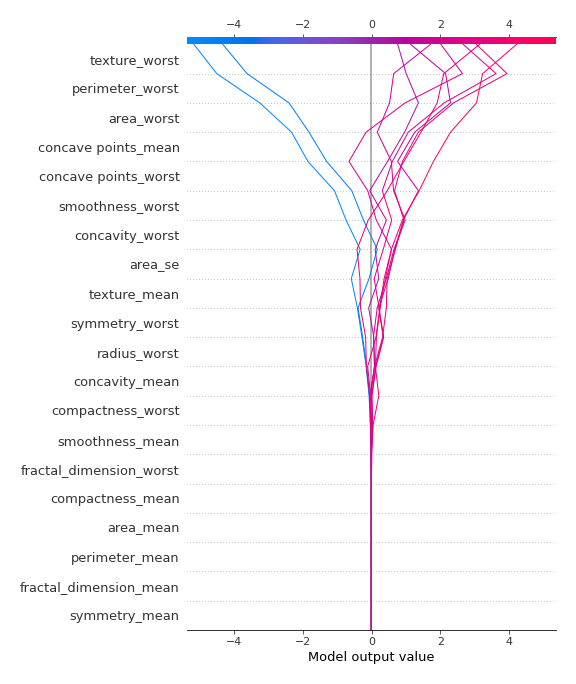 −4 −2 0 2 4
texture_worst
perimeter_worst
area_worst
concave points_mean
concave points_worst
smoothness_worst
concavity_worst
area_se
texture_mean
symmetry_worst
radius_worst
concavity_mean
compactness_worst
smoothness_mean
fractal_dimension_worst
compactness_mean
area_mean
perimeter_mean
fractal_dimension_mean
symmetry_mean
−4 −2 0 2 4
Model output value